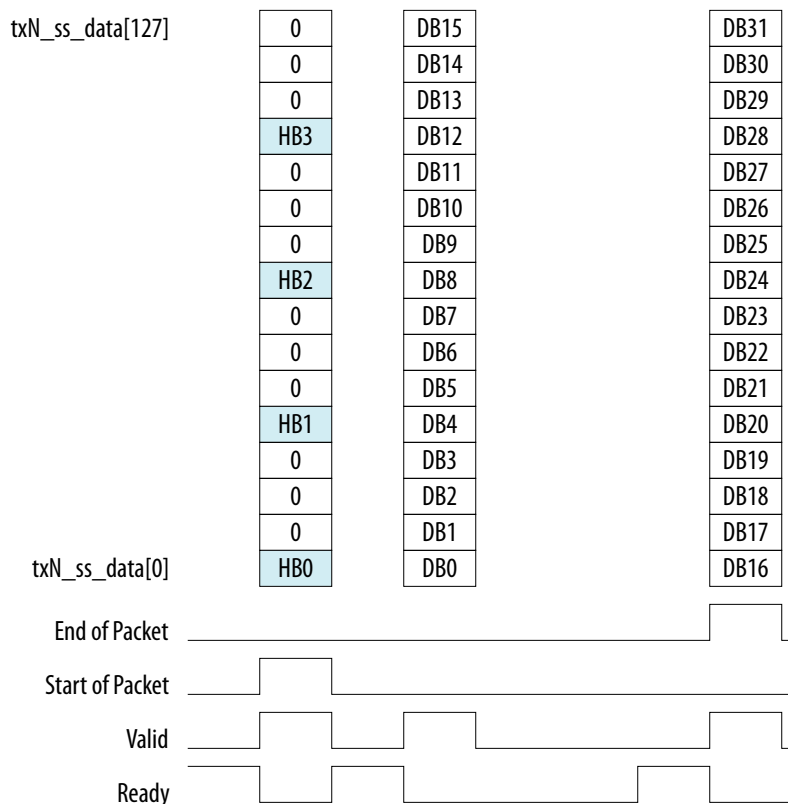 txN_ss_data[127] 0 DB15 DB31
0 DB14 DB30
0 DB13 DB29
HB3 DB12 DB28
0 DB11 DB27
0 DB10 DB26
0 DB9 DB25
HB2 DB8 DB24
0 DB7 DB23
0 DB6 DB22
0 DB5 DB21
HB1 DB4 DB20
0 DB3 DB19
0 DB2 DB18
0 DB1 DB17
txN_ss_data[0] HB0 DB0 DB16
End of Packet
Start of Packet
Valid
Ready